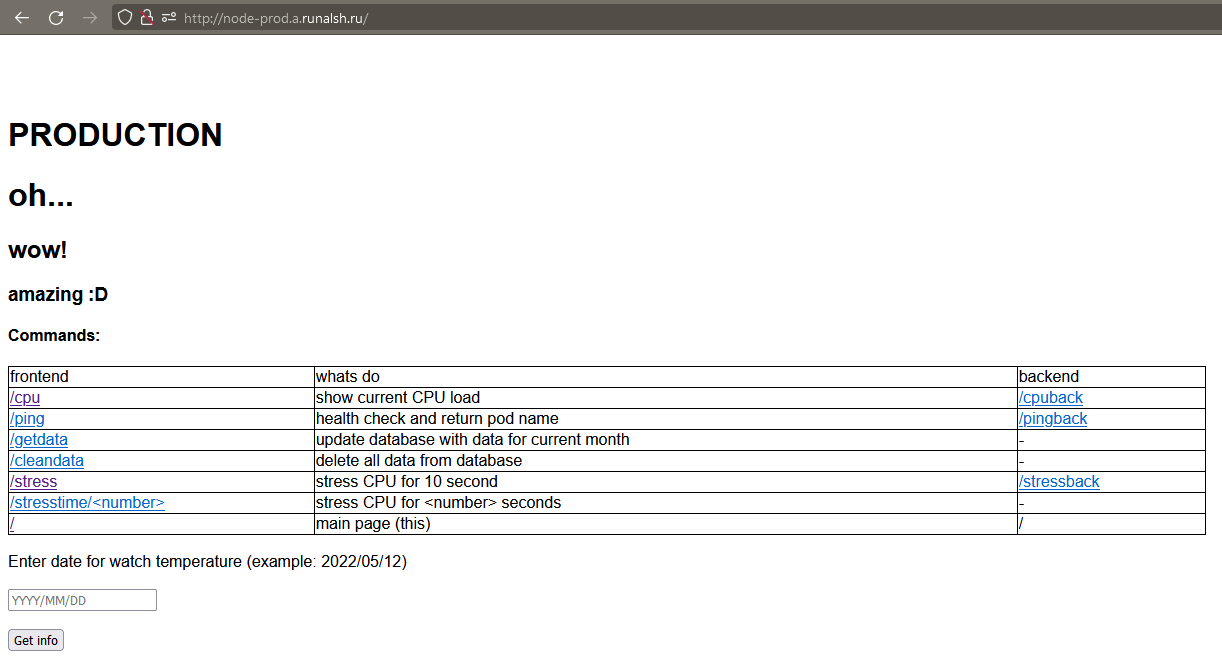 http://node-prod.a.runalsh.ru/
PRODUCTION
oh...
wow!
amazing :D
Commands:
frontend whats do backend
/cpu show current CPU load /cpuback
/ping health check and return pod name /pingback
/getdata update database with data for current month -
/cleandata delete all data from database -
/stress stress CPU for 10 second /stressback
/stresstime/<number> stress CPU for <number> seconds -
/ main page (this) /
Enter date for watch temperature (example: 2022/05/12)
YYYY/MM/DD
Get info